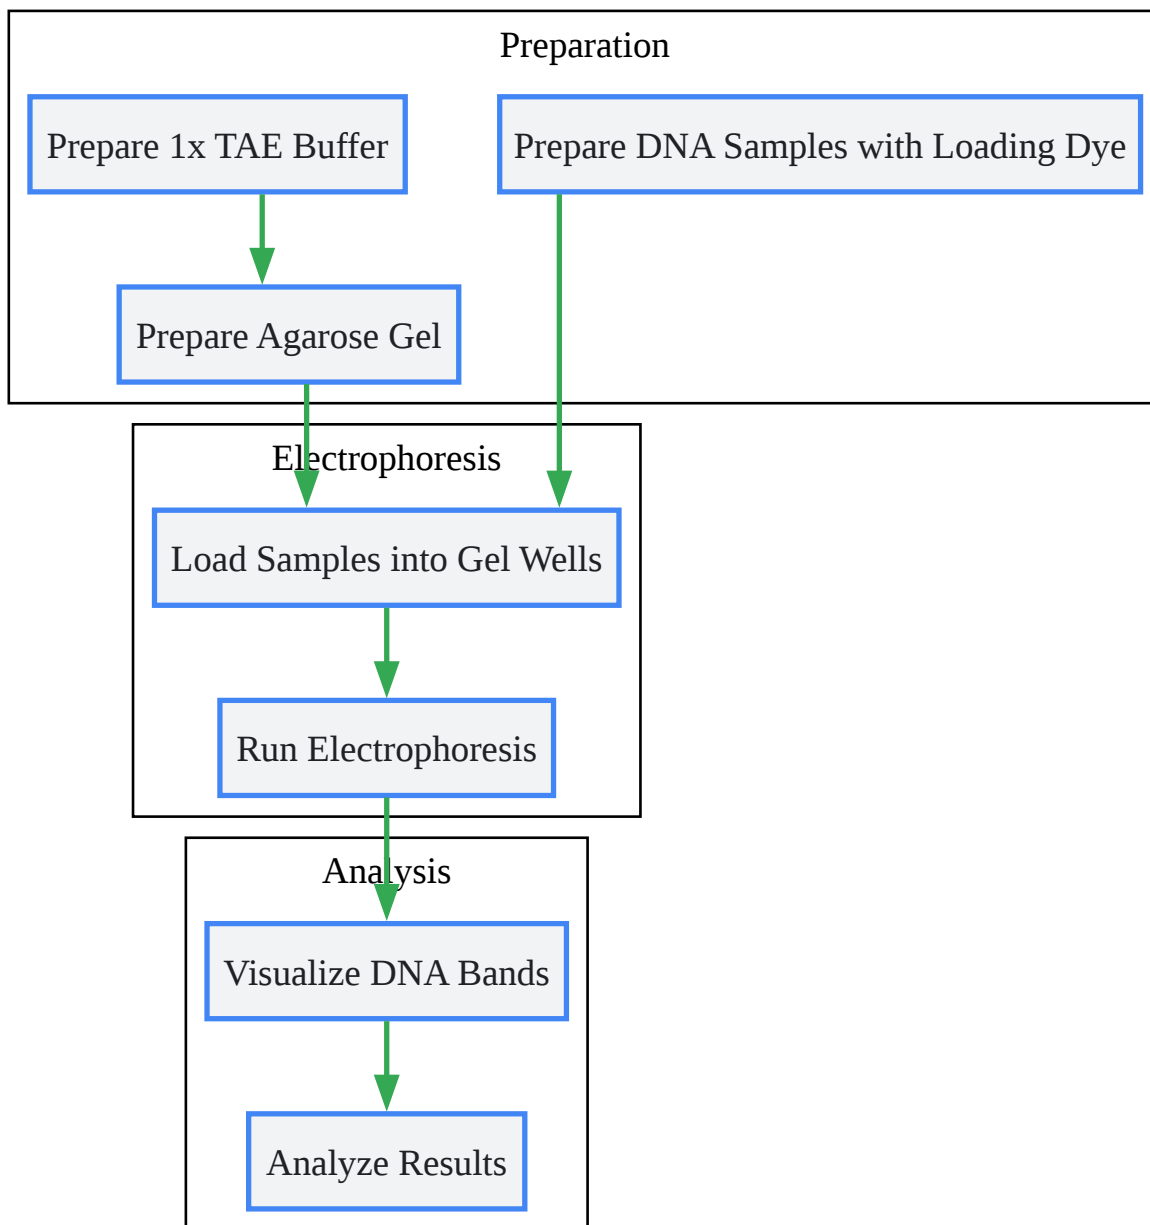 Preparation
Prepare 1x TAE Buffer
Prepare DNA Samples with Loading Dye
Prepare Agarose Gel
Electrophoresis
Load Samples into Gel Wells
Run Electrophoresis
Analysis
Visualize DNA Bands
Analyze Results